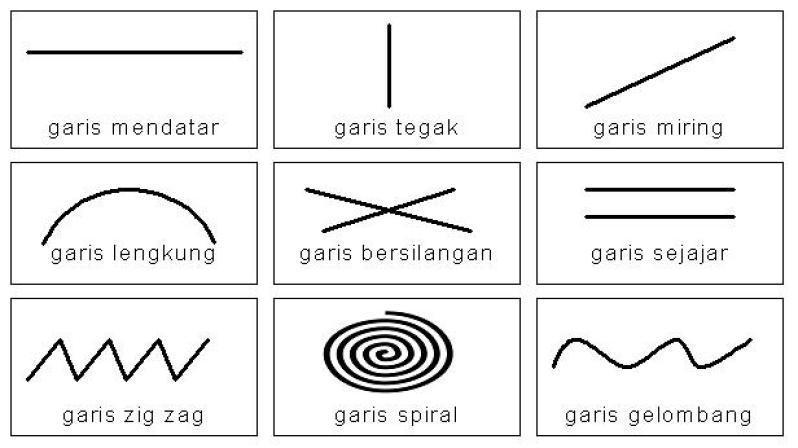 garis mendatar
garis tegak
garis miring
garis lengkung
garis bersilangan
garis sejajar
garis zig zag
garis spiral
garis gelombang